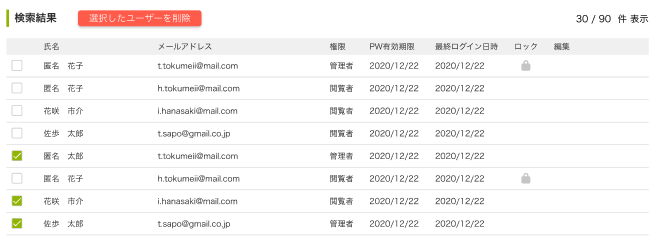 検索結果 選択したユーザーを削除 30 / 90 件 表示
氏名 メールアドレス 権限 PW有効期限 最終ログイン日時 ロック 編集
匿名 花子 t.tokumeii@mail.com 管理者 2020/12/22 2020/12/22
匿名 花子 h.tokumeii@mail.com 閲覧者 2020/12/22 2020/12/22
花咲 市介 i.hanasaki@mail.com 閲覧者 2020/12/22 2020/12/22
佐歩 太郎 t.sapo@gmail.co.jp 閲覧者 2020/12/22 2020/12/22
匿名 太郎 t.tokumeii@mail.com 管理者 2020/12/22 2020/12/22
匿名 花子 h.tokumeii@mail.com 閲覧者 2020/12/22 2020/12/22
花咲 市介 i.hanasaki@mail.com 閲覧者 2020/12/22 2020/12/22
佐歩 太郎 t.sapo@gmail.co.jp 管理者 2020/12/22 2020/12/22